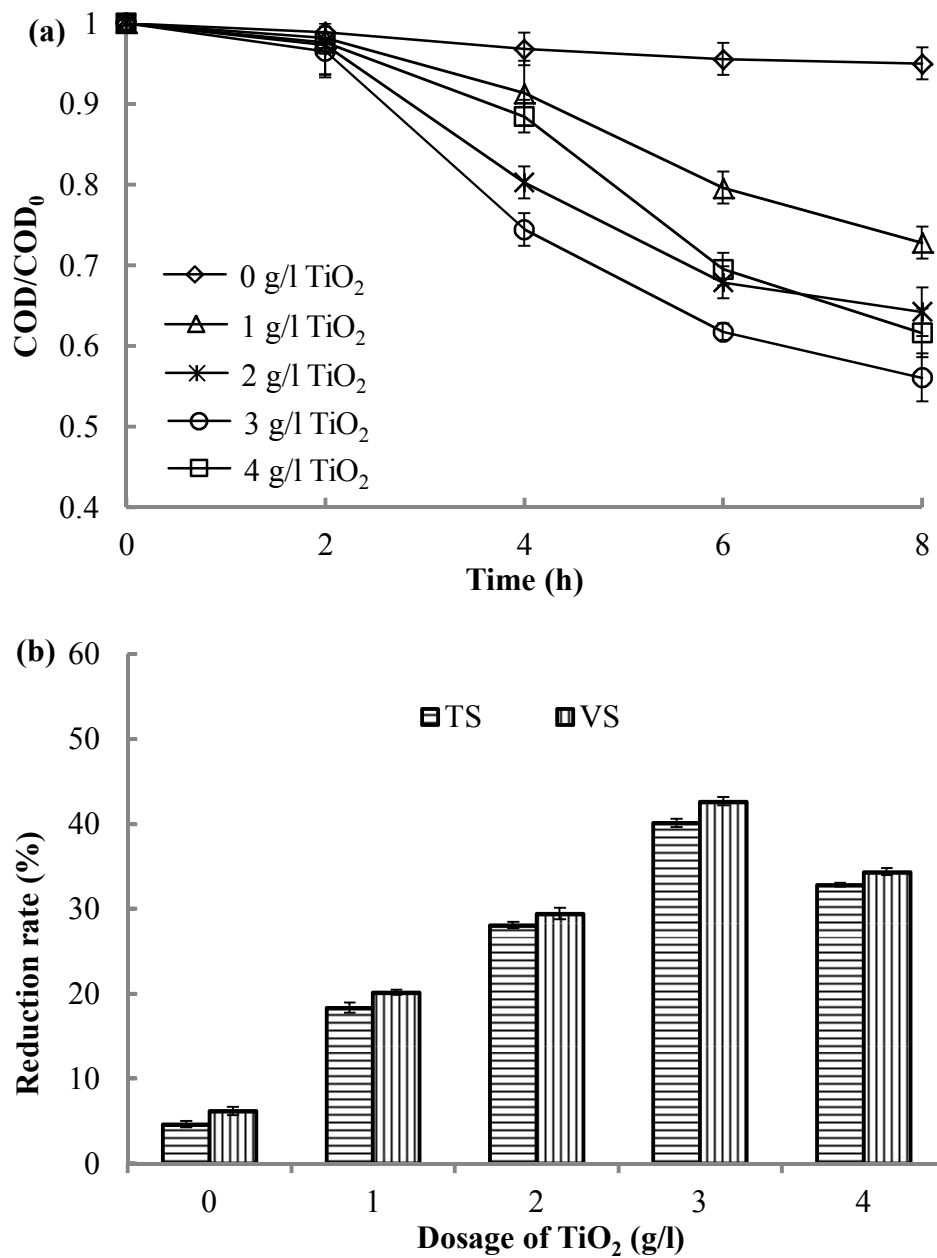 (a)
1
0.9
0.8
0.7
0.6
0.5
0.4
COD/COD₀
0 g/l TiO₂
1 g/l TiO₂
2 g/l TiO₂
3 g/l TiO₂
4 g/l TiO₂
0 2 4 6 8
Time (h)
(b)
60
50
40
30
20
10
0
Reduction rate (%)
TS VS
0 1 2 3 4
Dosage of TiO₂ (g/l)